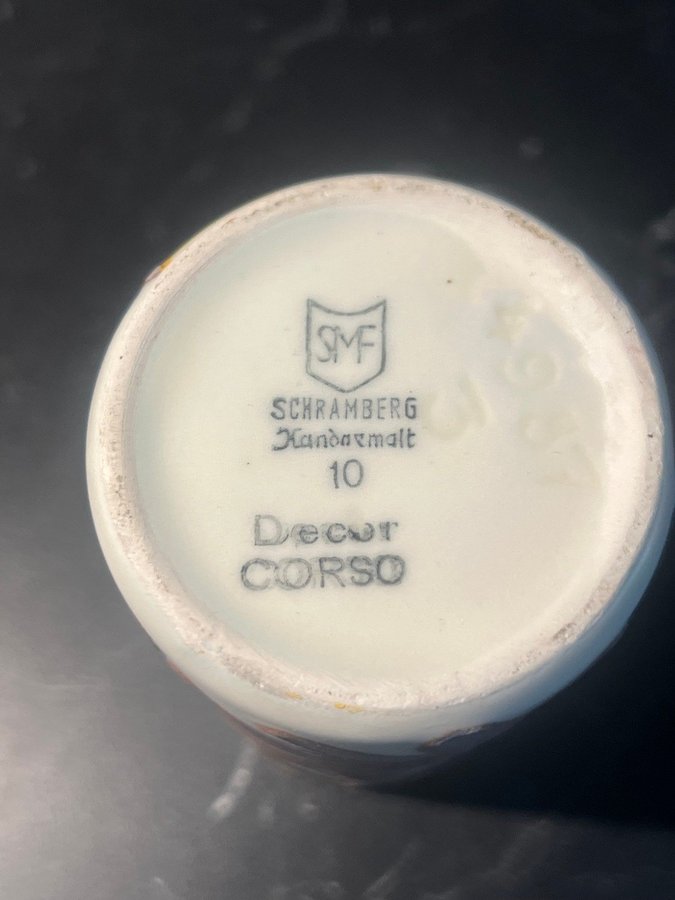 SMF
SCHRAMBERG
Handgemalt
10
Decor
CORSO